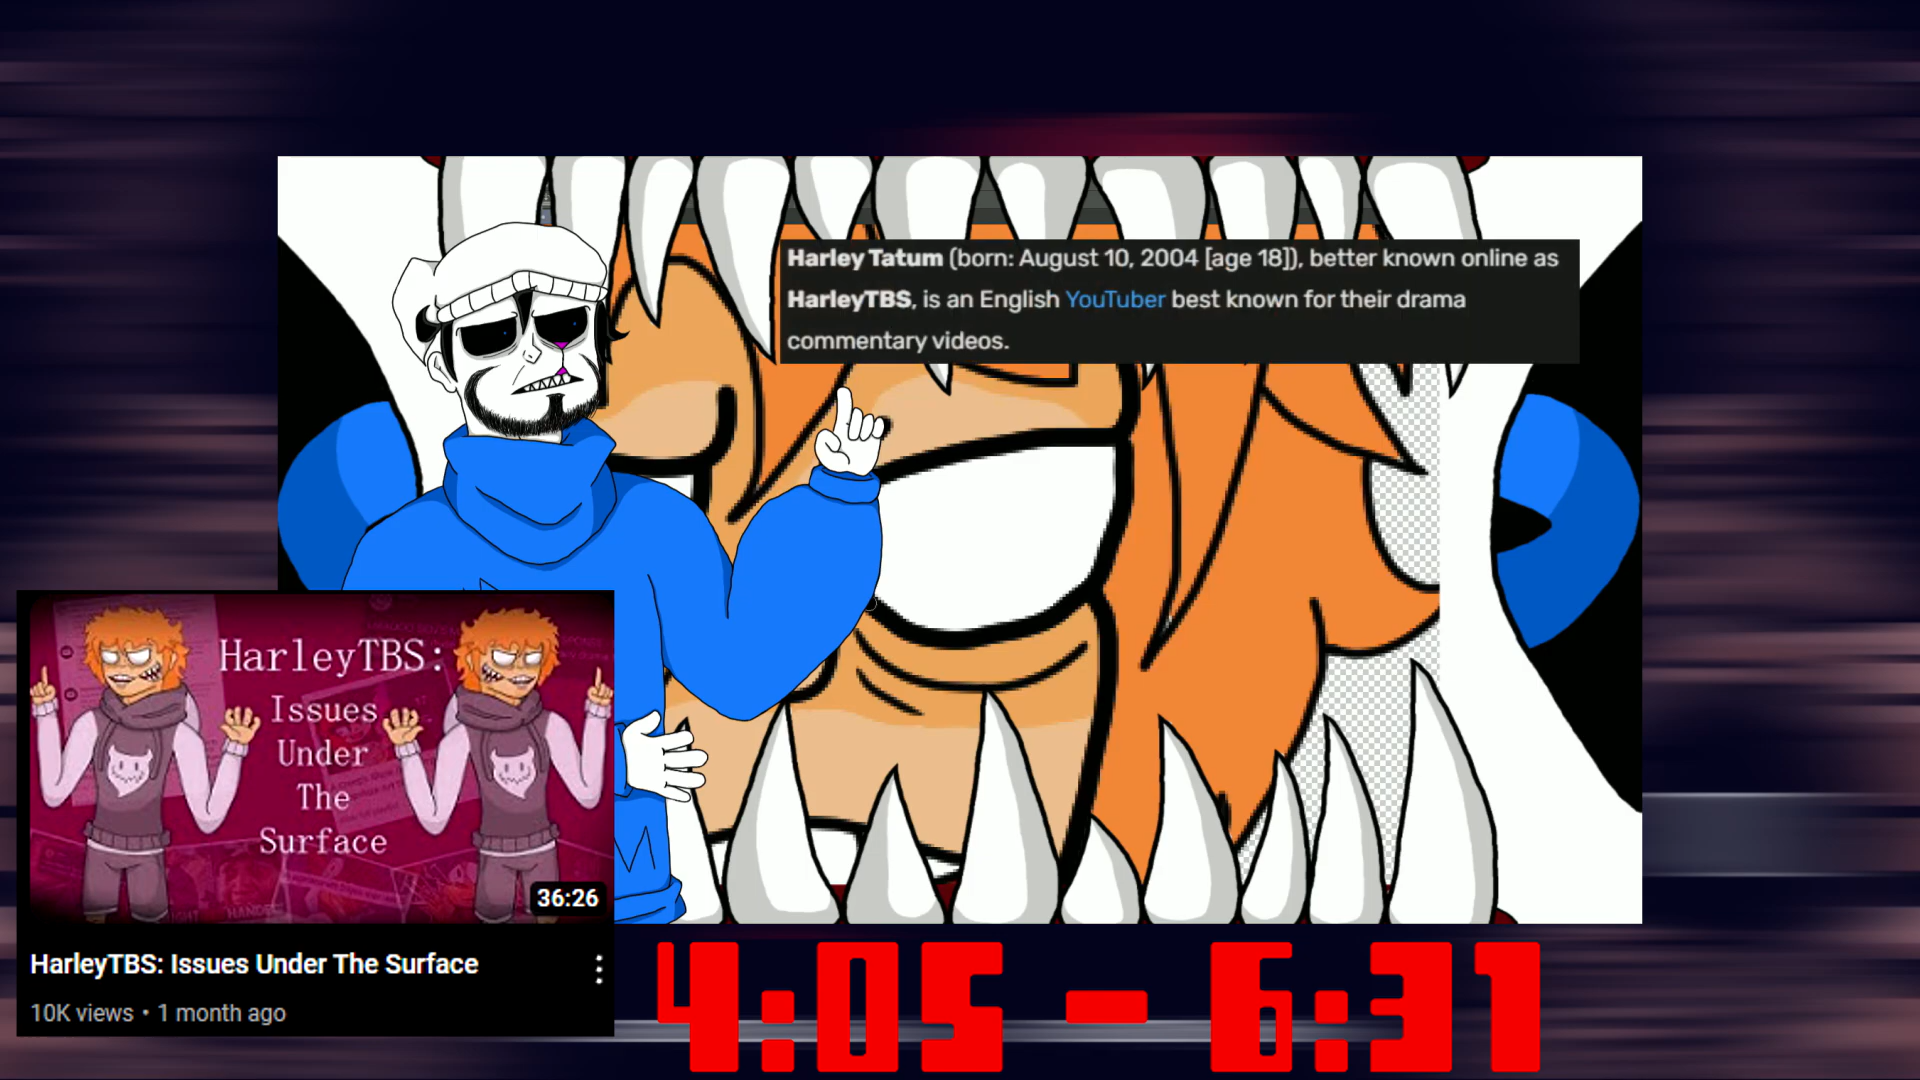 Harley Tatum (born: August 10, 2004 [age 18]), better known online as
HarleyTBS, is an English YouTuber best known for their drama
commentary videos.
HarleyTBS:
Issues
Under
The
Surface
36:26
HarleyTBS: Issues Under The Surface
10K views • 1 month ago
4:05 - 6:31